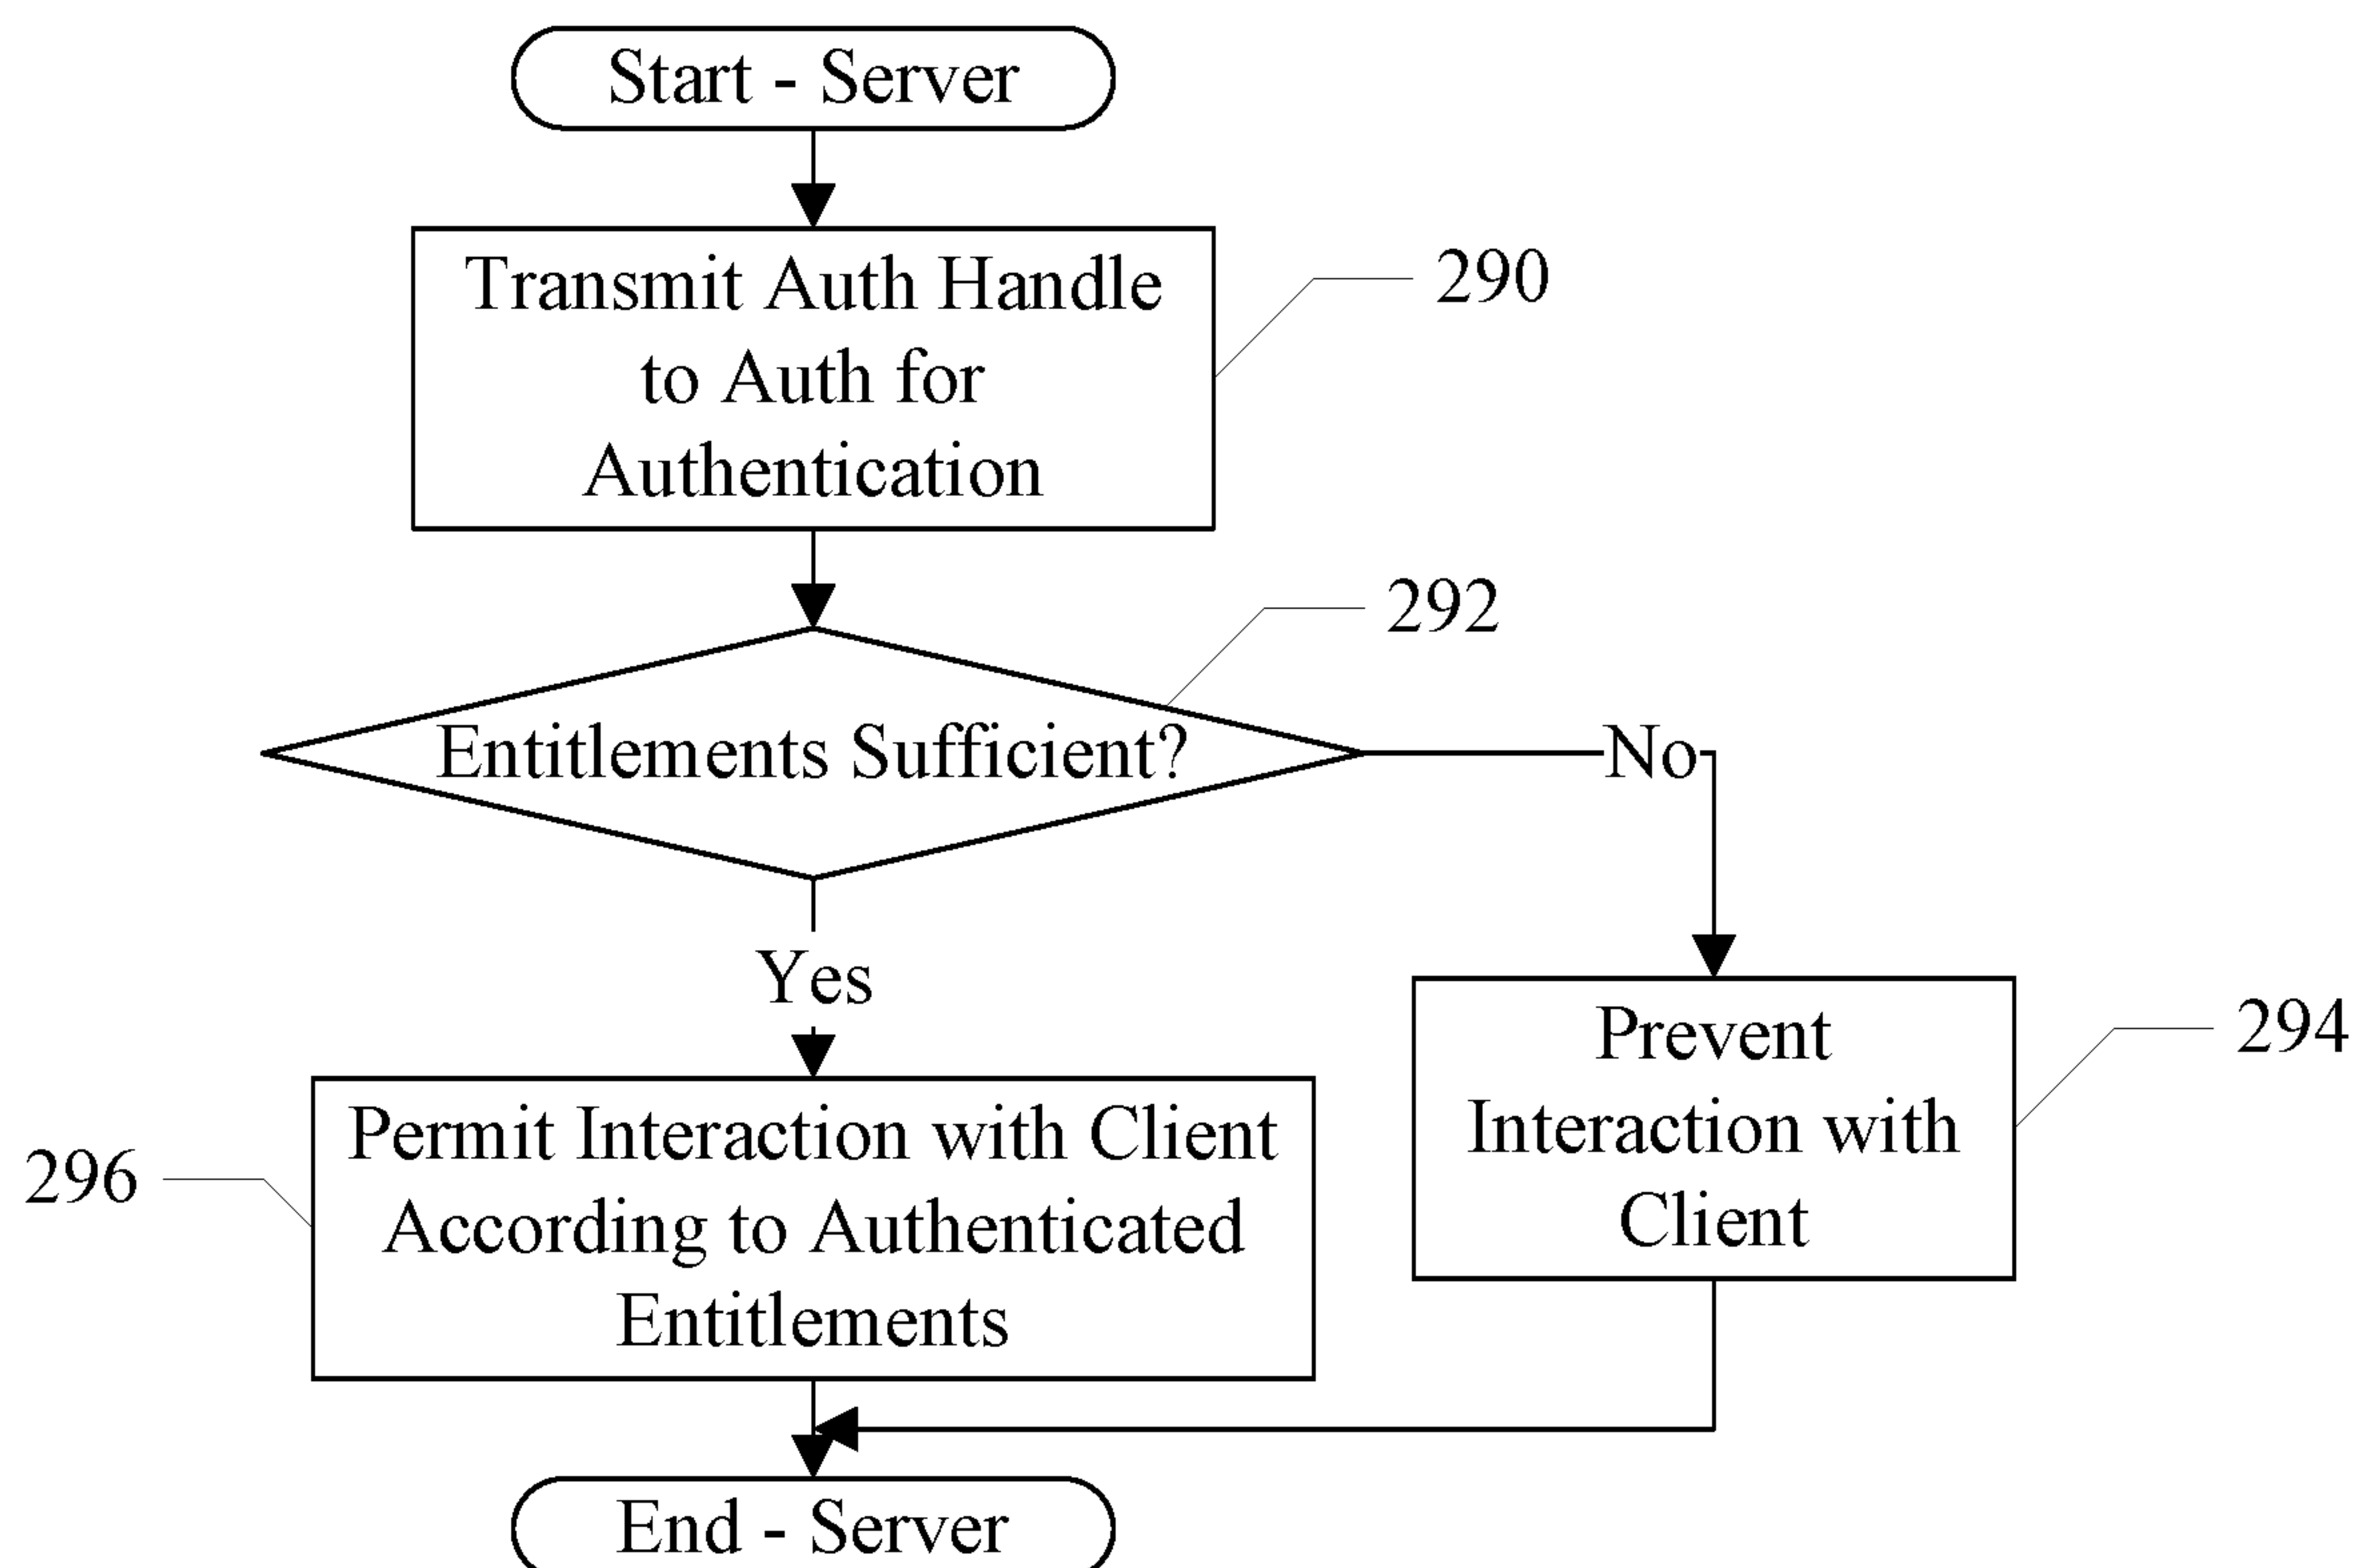 Start - Server
Transmit Auth Handle
to Auth for
Authentication
290
292
Entitlements Sufficient?
No
Yes
Prevent
Interaction with
Client
294
296
Permit Interaction with Client
According to Authenticated
Entitlements
End - Server